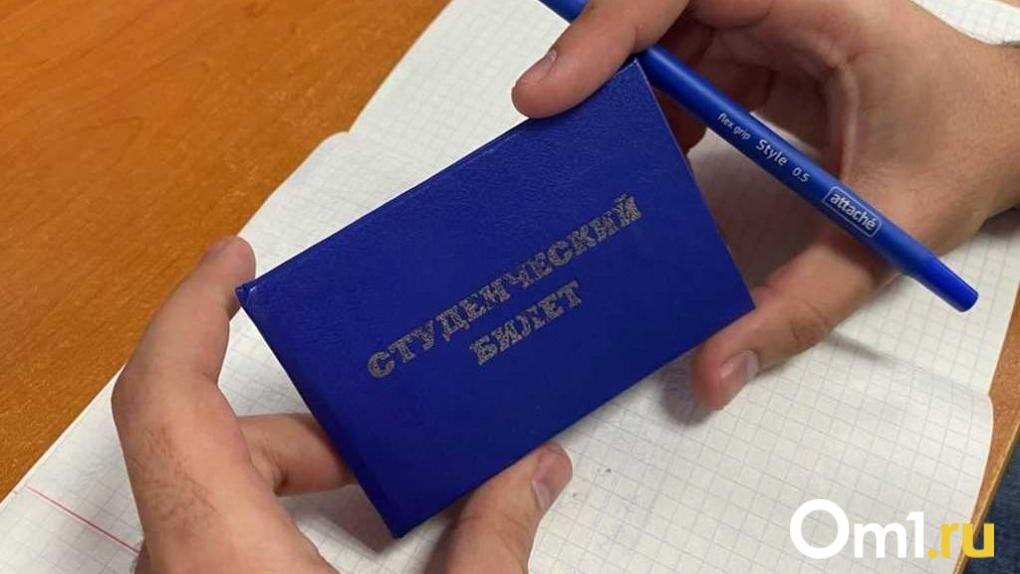 СТУДЕНЧЕСКИЙ
БИЛЕТ
flex grip Style 0.5 attaché
Om1.ru